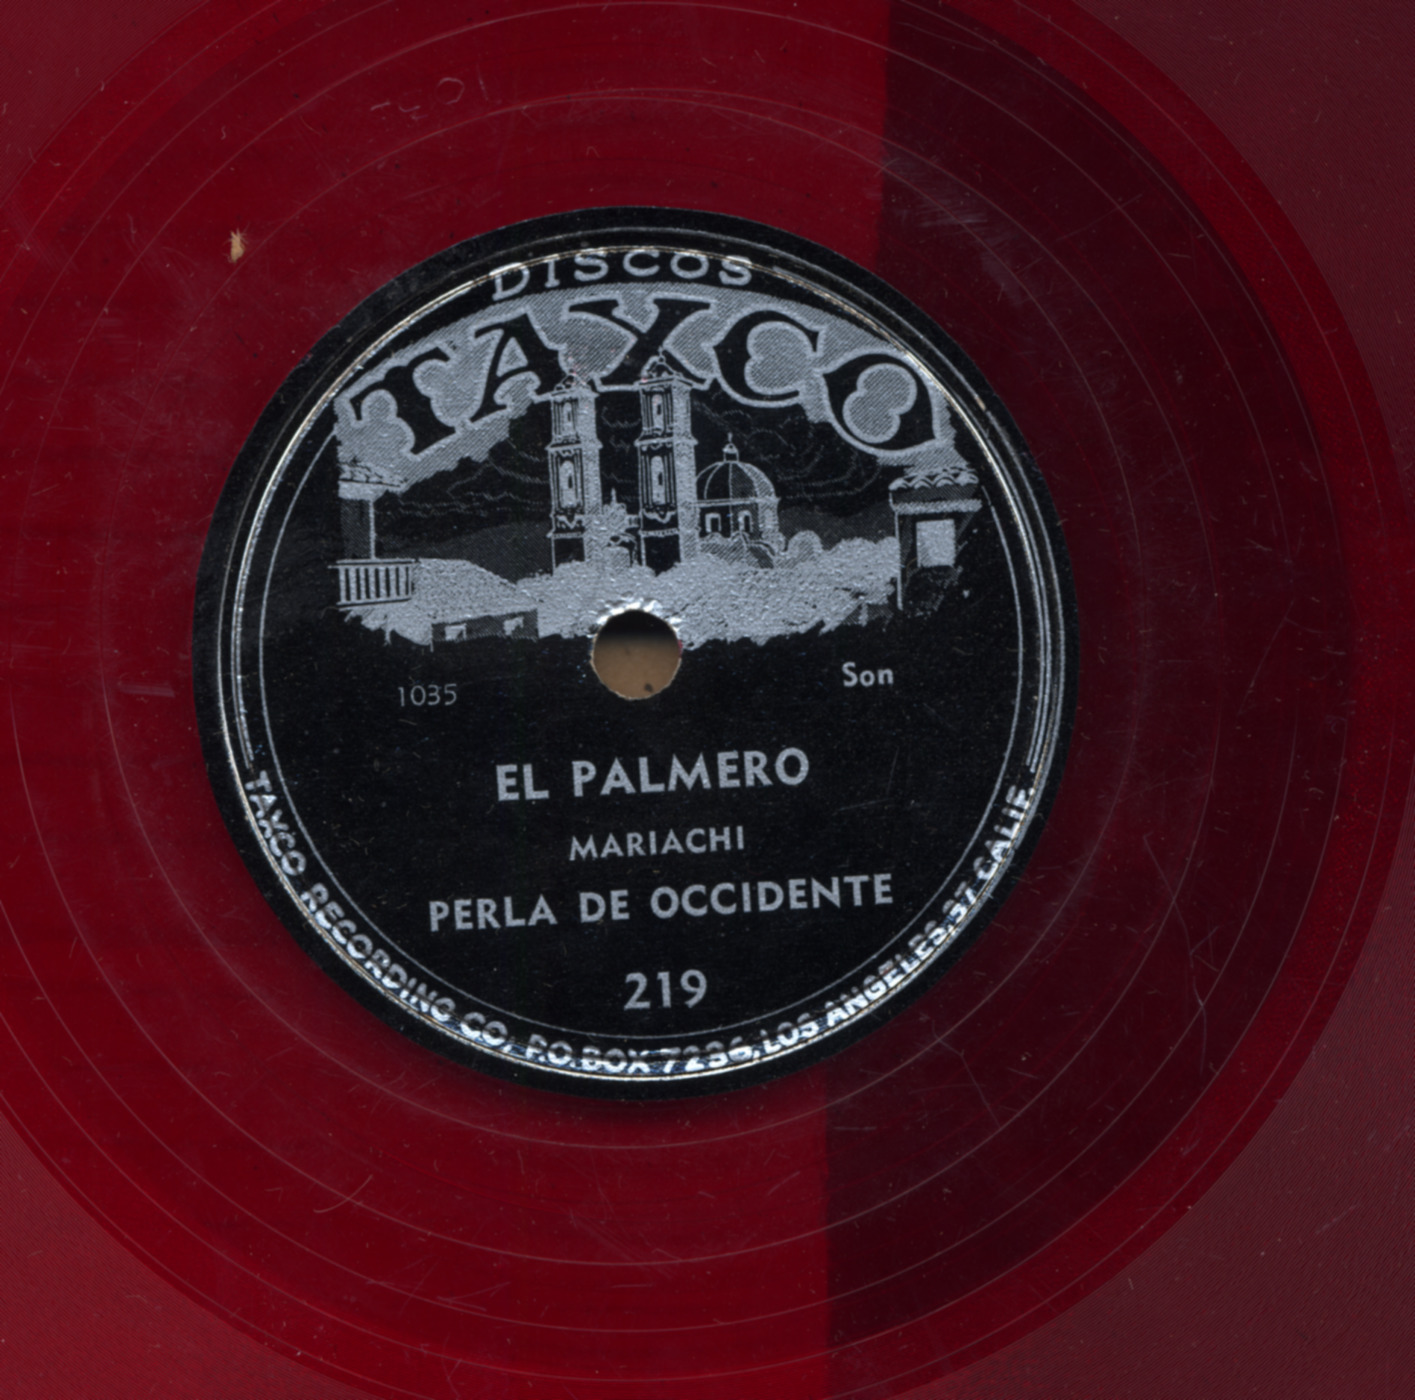 DISCOS
TAXCO
1035
Son
EL PALMERO
MARIACHI
PERLA DE OCCIDENTE
219
TAXCO RECORDING CO. P.O. BOX 7236, LOS ANGELES, 37 CALIF.